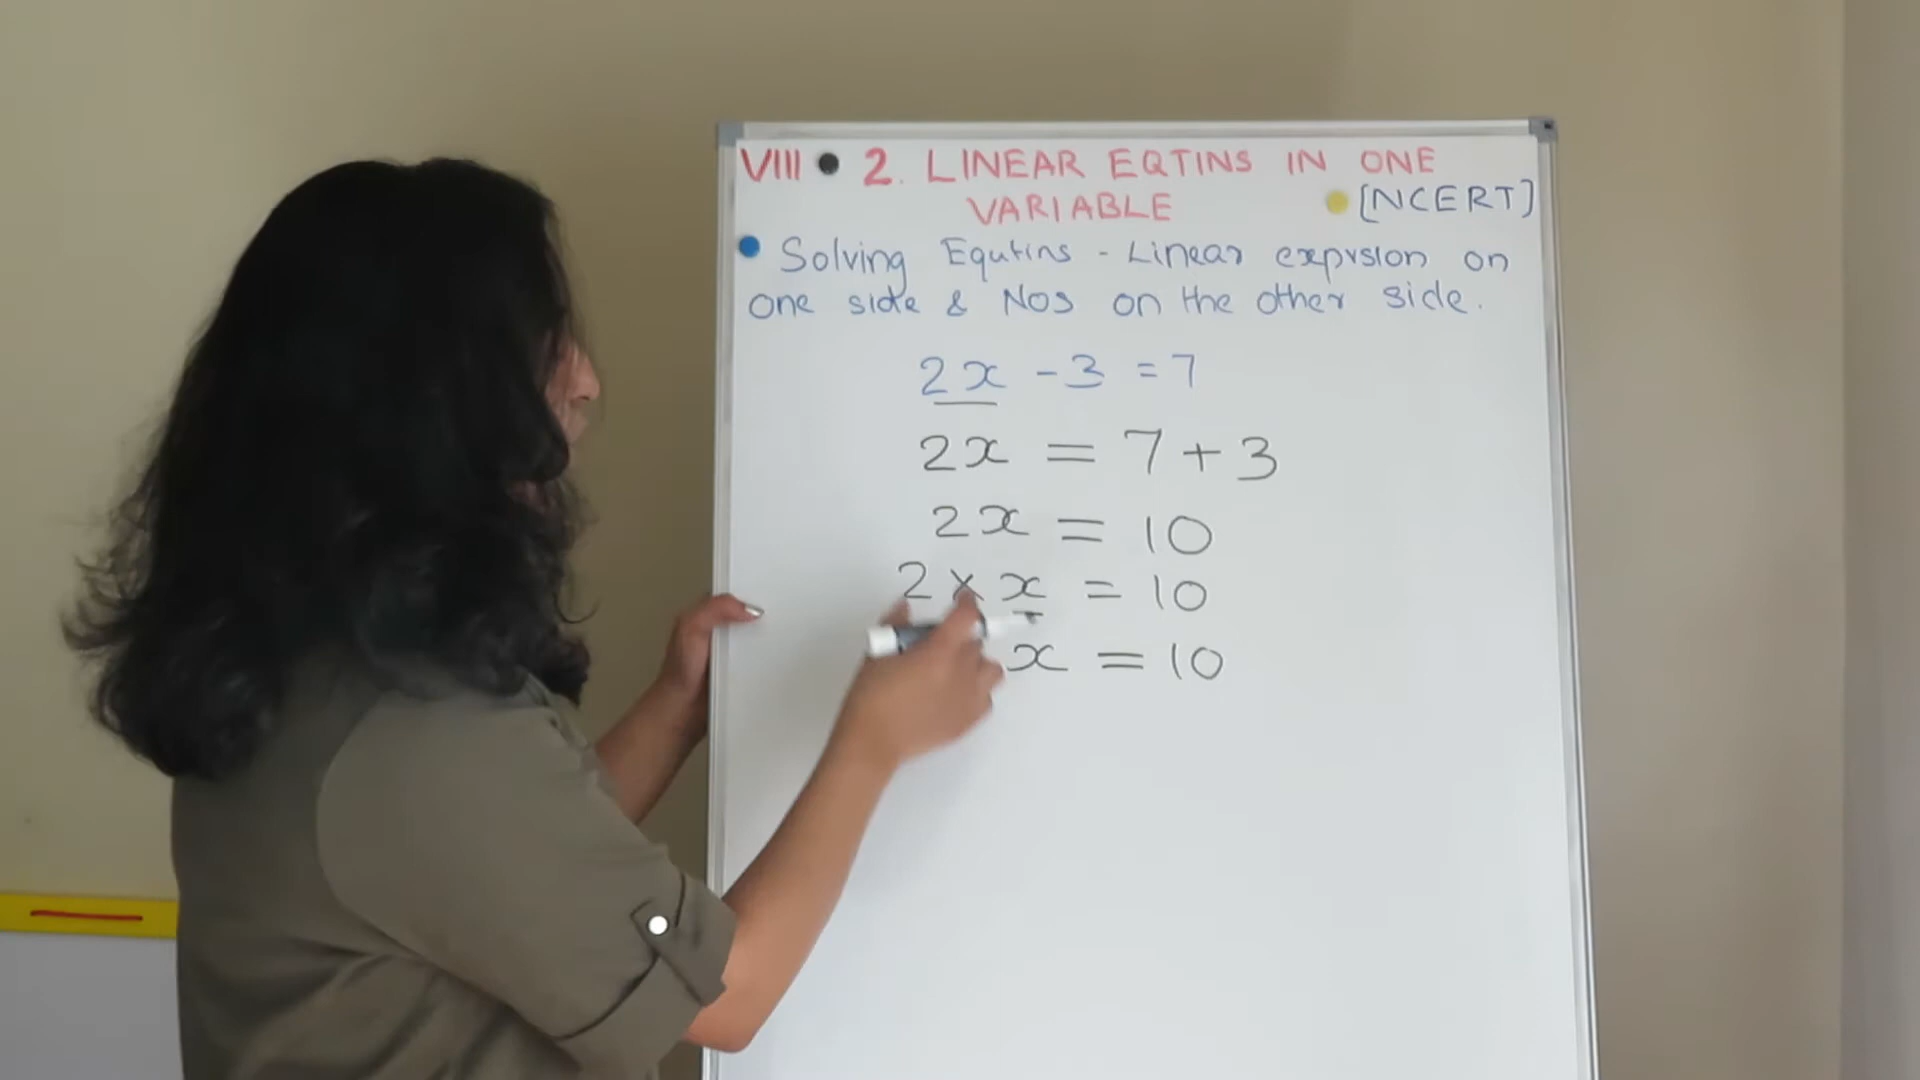 VIII • 2. LINEAR EQTINS IN ONE
VARIABLE • [NCERT]
• Solving Equtins - Linear exprsion on
one side & Nos on the other side.
2x - 3 = 7
2x = 7 + 3
2x = 10
2 × x = 10
x = 10